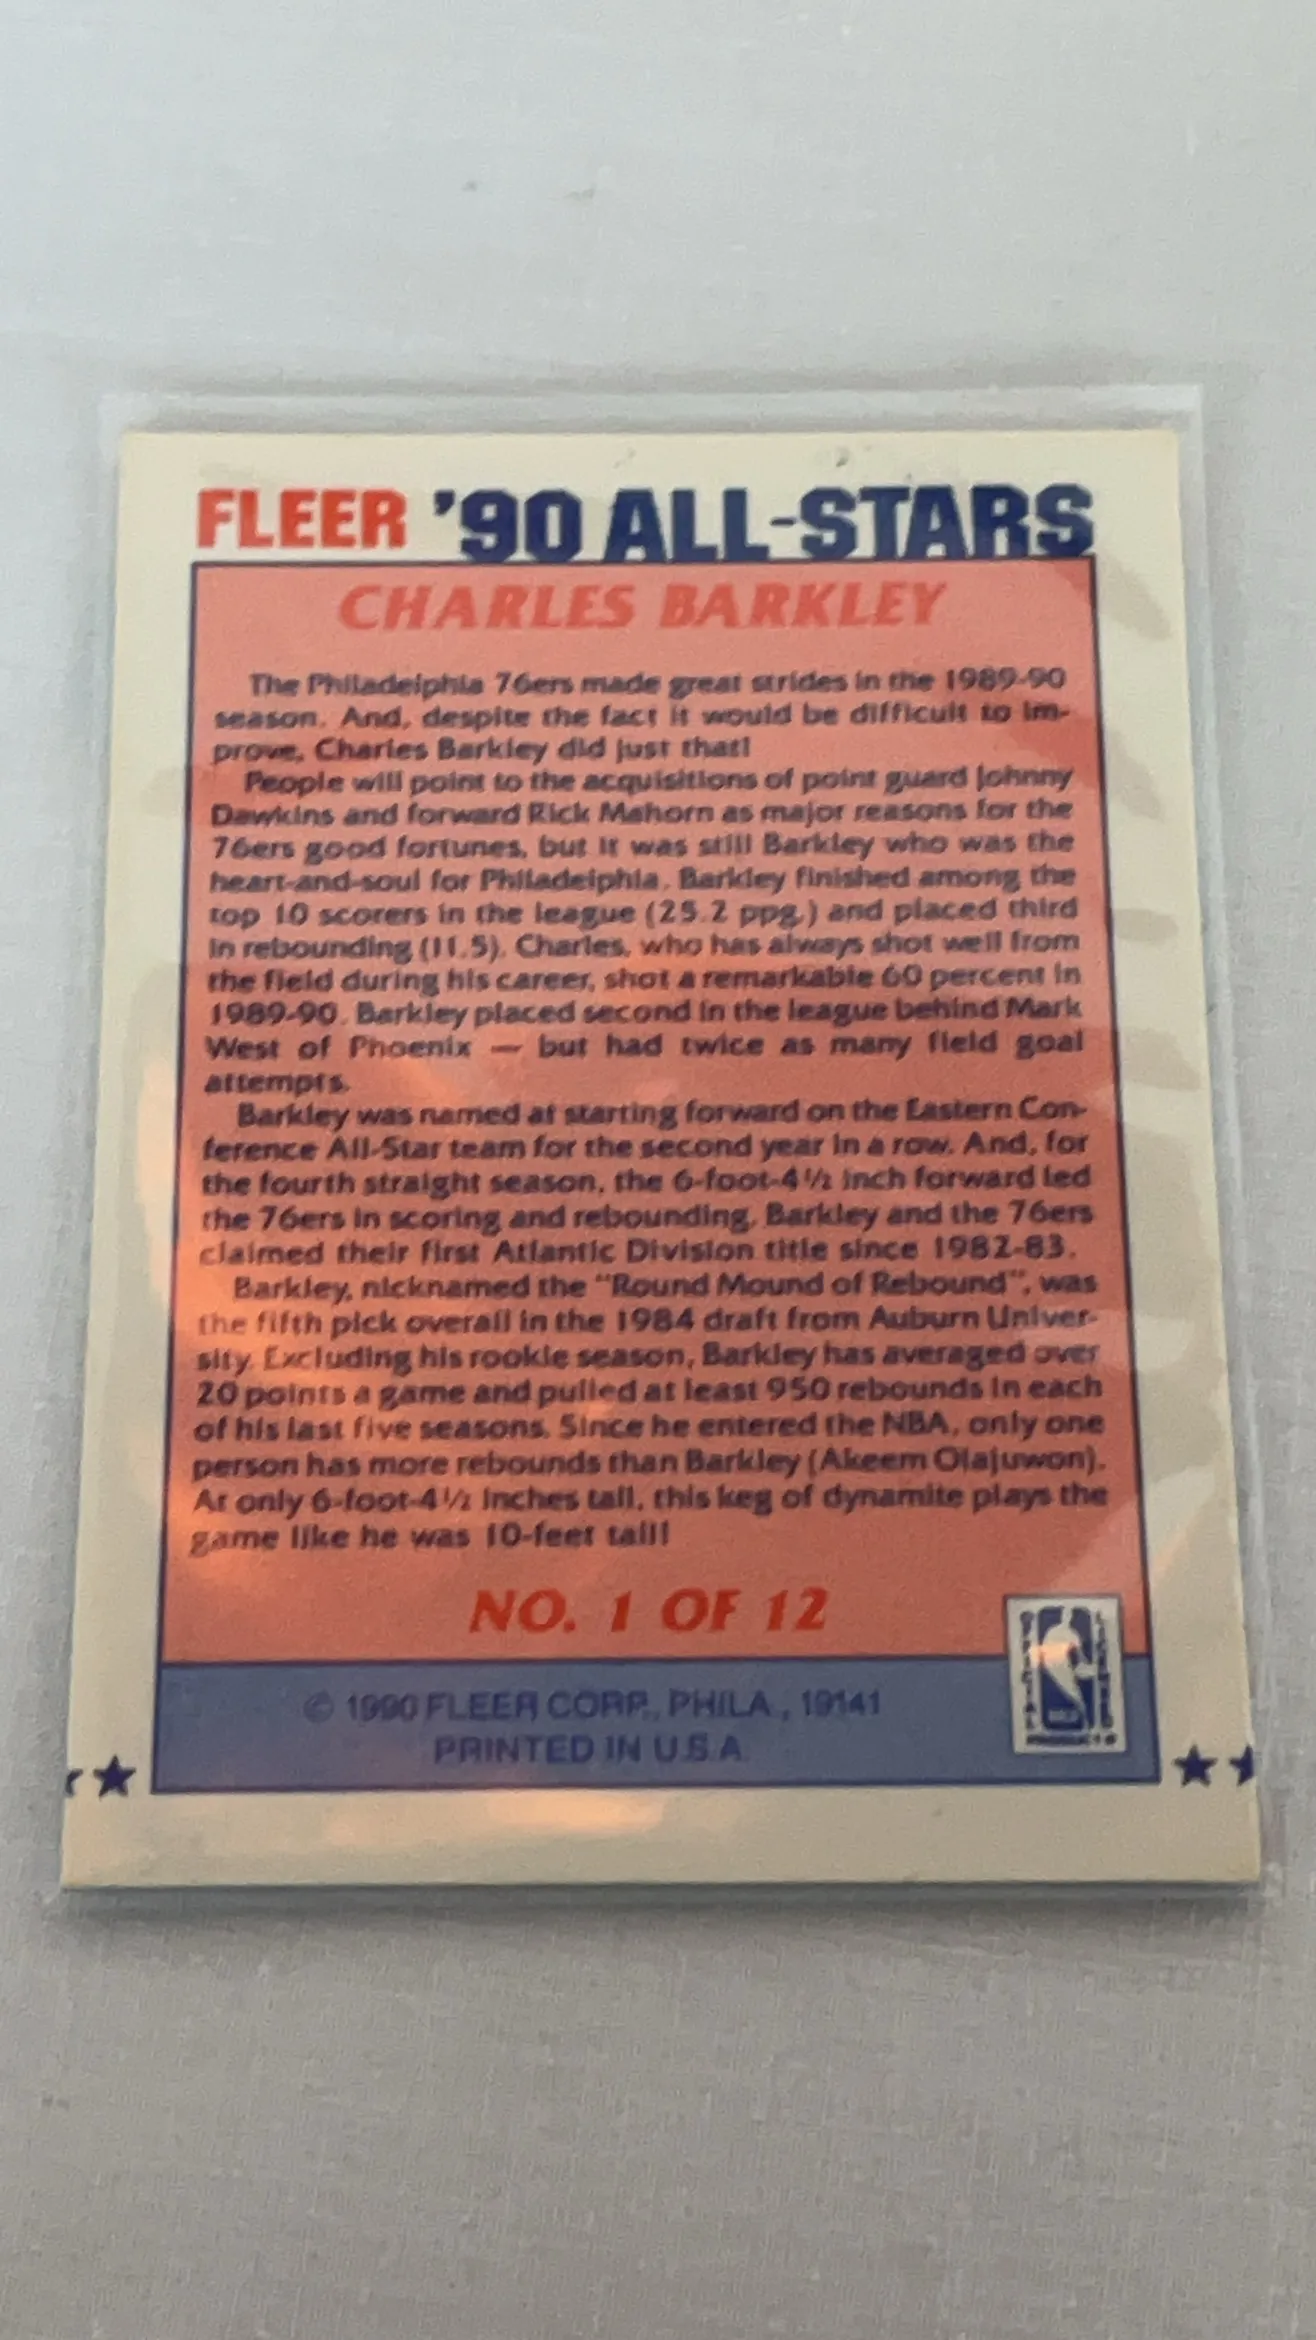 FLEER '90 ALL-STARS
CHARLES BARKLEY
The Philadelphia 76ers made great strides in the 1989-90
season. And, despite the fact it would be difficult to im-
prove, Charles Barkley did just that!
People will point to the acquisitions of point guard Johnny
Dawkins and forward Rick Mahorn as major reasons for the
76ers good fortunes, but it was still Barkley who was the
heart-and-soul for Philadelphia. Barkley finished among the
top 10 scorers in the league (25.2 ppg.) and placed third
in rebounding (11.5). Charles, who has always shot well from
the field during his career, shot a remarkable 60 percent in
1989-90. Barkley placed second in the league behind Mark
West of Phoenix — but had twice as many field goal
attempts.
Barkley was named at starting forward on the Eastern Con-
ference All-Star team for the second year in a row. And, for
the fourth straight season, the 6-foot-4½ inch forward led
the 76ers in scoring and rebounding. Barkley and the 76ers
claimed their first Atlantic Division title since 1982-83.
Barkley, nicknamed the "Round Mound of Rebound", was
the fifth pick overall in the 1984 draft from Auburn Univer-
sity. Excluding his rookie season, Barkley has averaged over
20 points a game and pulled at least 950 rebounds in each
of his last five seasons. Since he entered the NBA, only one
person has more rebounds than Barkley (Akeem Olajuwon).
At only 6-foot-4½ inches tall, this keg of dynamite plays the
game like he was 10-feet tall!
NO. 1 OF 12
© 1990 FLEER CORP., PHILA., 19141
PRINTED IN U.S.A.